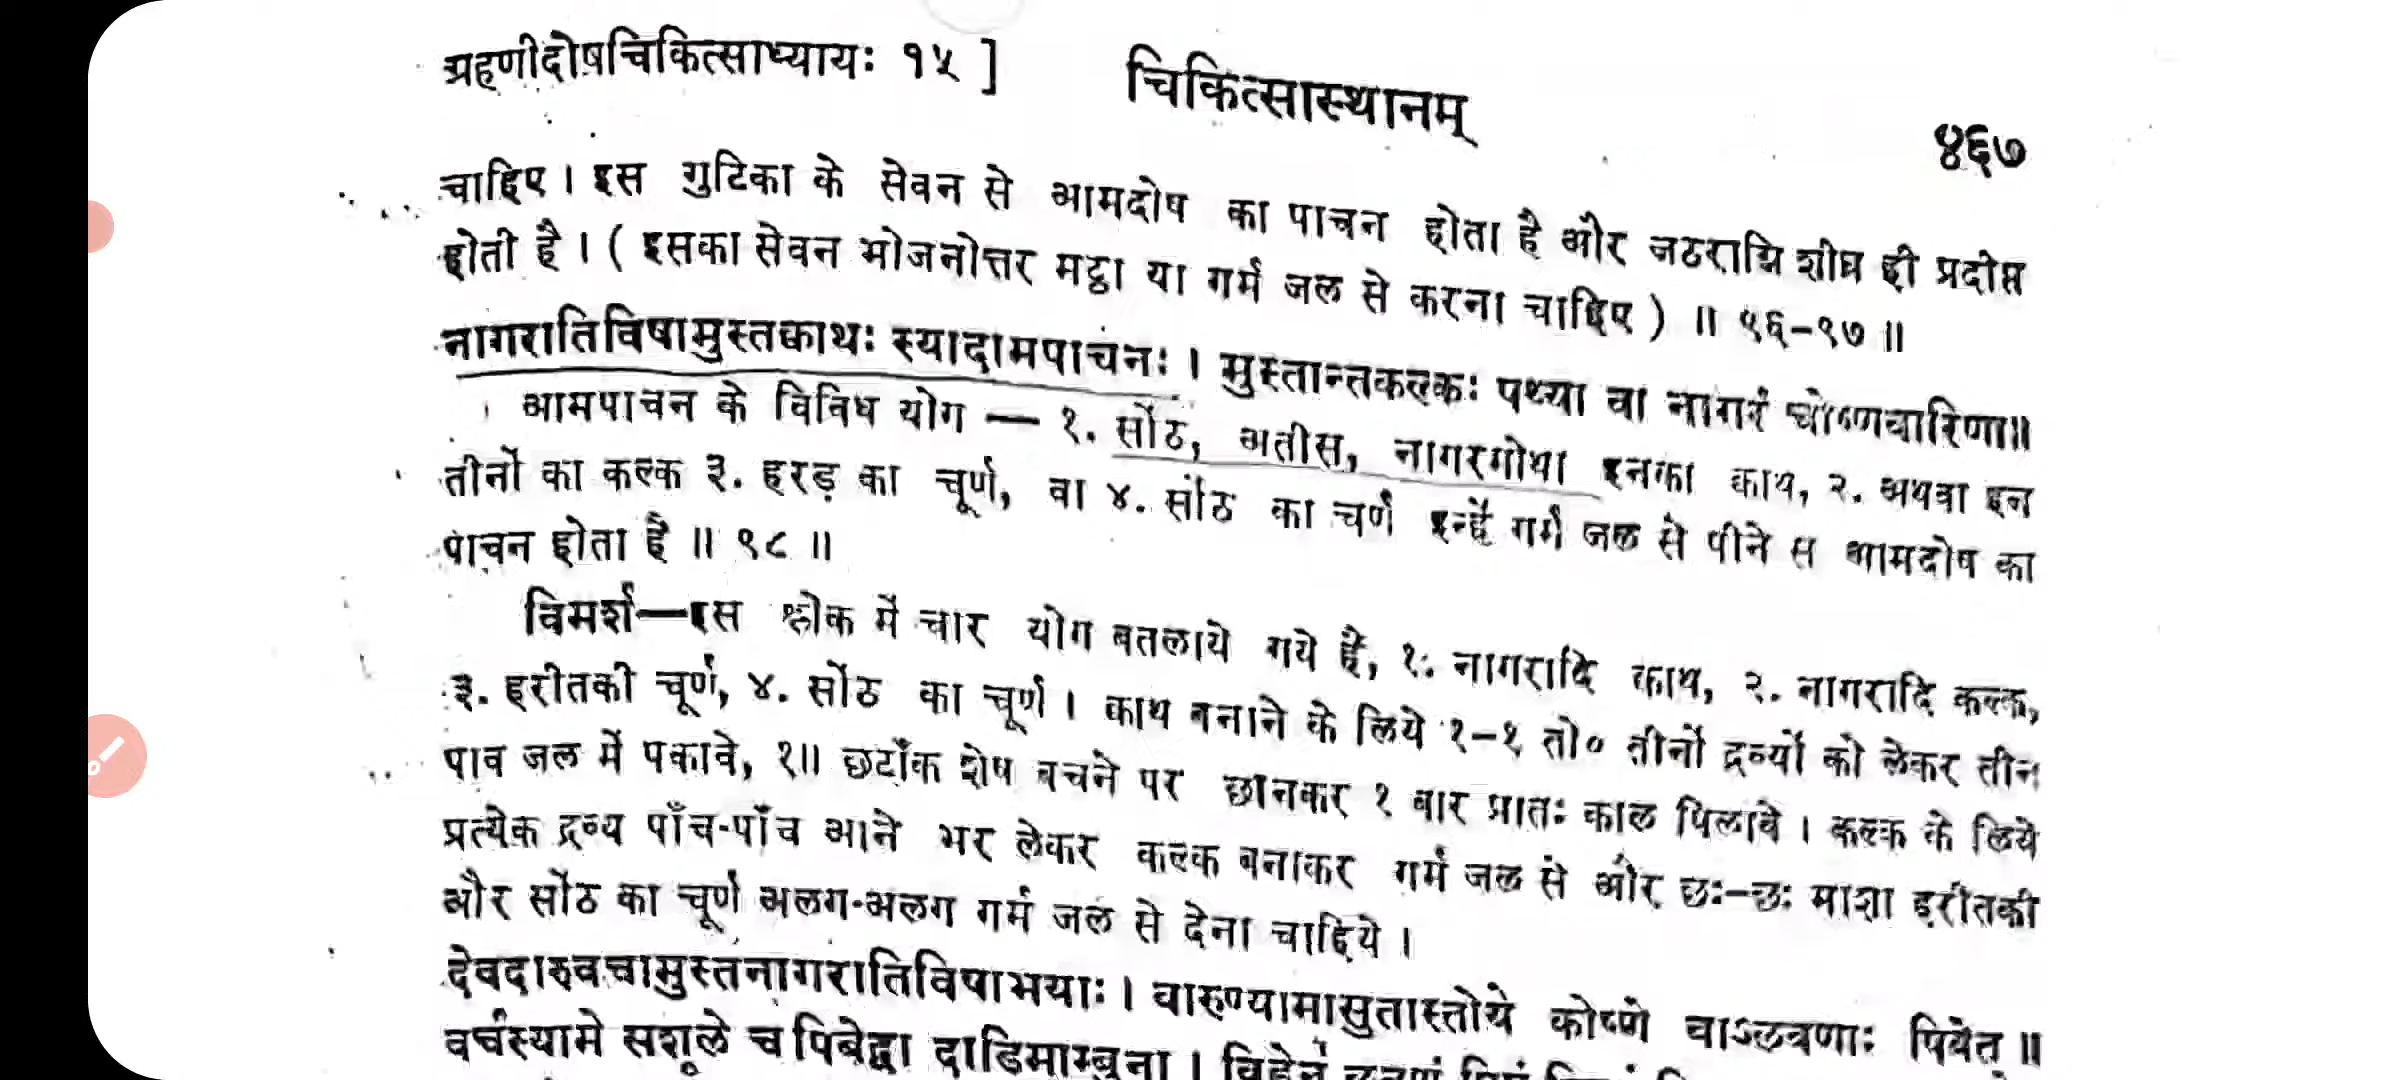 ग्रहणीदोषचिकित्साध्यायः १५ ] चिकित्सास्थानम् ४६७
चाहिए । इस गुटिका के सेवन से आमदोष का पाचन होता है और जठराग्नि शीघ्र ही प्रदीप्त
होती है । ( इसका सेवन भोजनोत्तर मट्ठा या गर्म जल से करना चाहिए ) ॥ ९६-९७ ॥
नागरातिविषामुस्तक्वाथः स्यादामपाचनः । मुस्तान्तकल्कः पथ्या वा नागरं चोष्णवारिणा॥
आमपाचन के विविध योग — १. सोंठ, अतीस, नागरमोथा इनका क्वाथ, २. अथवा इन
तीनों का कल्क ३. हरड़ का चूर्ण, वा ४. सोंठ का चूर्ण इन्हें गर्म जल से पीने से आमदोष का
पाचन होता है ॥ ९८ ॥
विमर्श—इस श्लोक में चार योग बतलाये गये हैं, १. नागरादि क्वाथ, २. नागरादि कल्क,
३. हरीतकी चूर्ण, ४. सोंठ का चूर्ण । क्वाथ बनाने के लिये १-१ तो० तीनों द्रव्यों को लेकर तीन
पाव जल में पकावे, १॥ छटाँक शेष बचने पर छानकर १ बार प्रातः काल पिलावे । कल्क के लिये
प्रत्येक द्रव्य पाँच-पाँच आने भर लेकर कल्क बनाकर गर्म जल से और छः-छः माशा हरीतकी
और सोंठ का चूर्ण अलग-अलग गर्म जल से देना चाहिये ।
देवदारुवचामुस्तनागरातिविषाभयाः । वारुण्यामासुतास्तोये कोष्णे वाऽलवणाः पिबेत् ॥
वर्चस्यामे सशूले च पिबेद्वा दाडिमाम्बुना ।